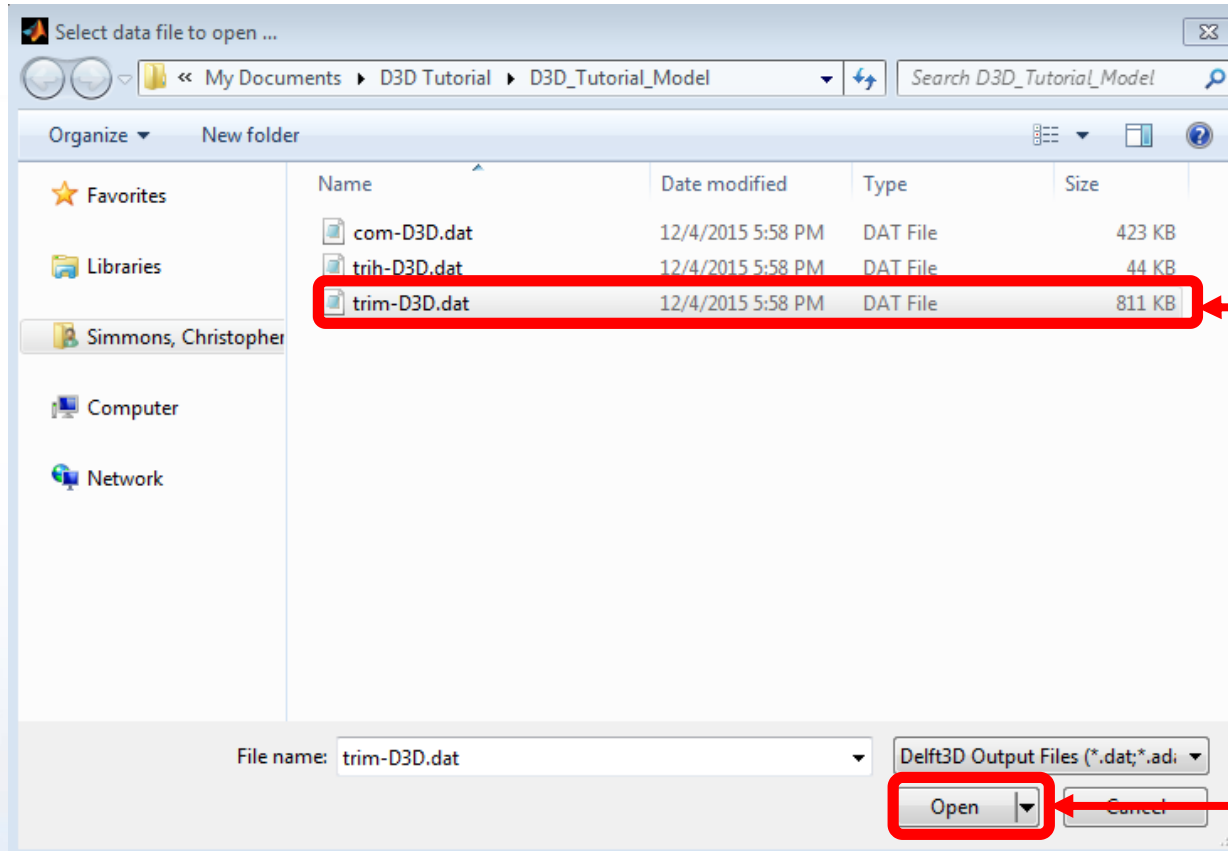 Select data file to open ...
« My Documents ▸ D3D Tutorial ▸ D3D_Tutorial_Model Search D3D_Tutorial_Model
Organize New folder
Favorites
Libraries
Simmons, Christopher
Computer
Network
Name Date modified Type Size
com-D3D.dat 12/4/2015 5:58 PM DAT File 423 KB
trih-D3D.dat 12/4/2015 5:58 PM DAT File 44 KB
trim-D3D.dat 12/4/2015 5:58 PM DAT File 811 KB
File name: trim-D3D.dat Delft3D Output Files (*.dat;*.ada
Open Cancel